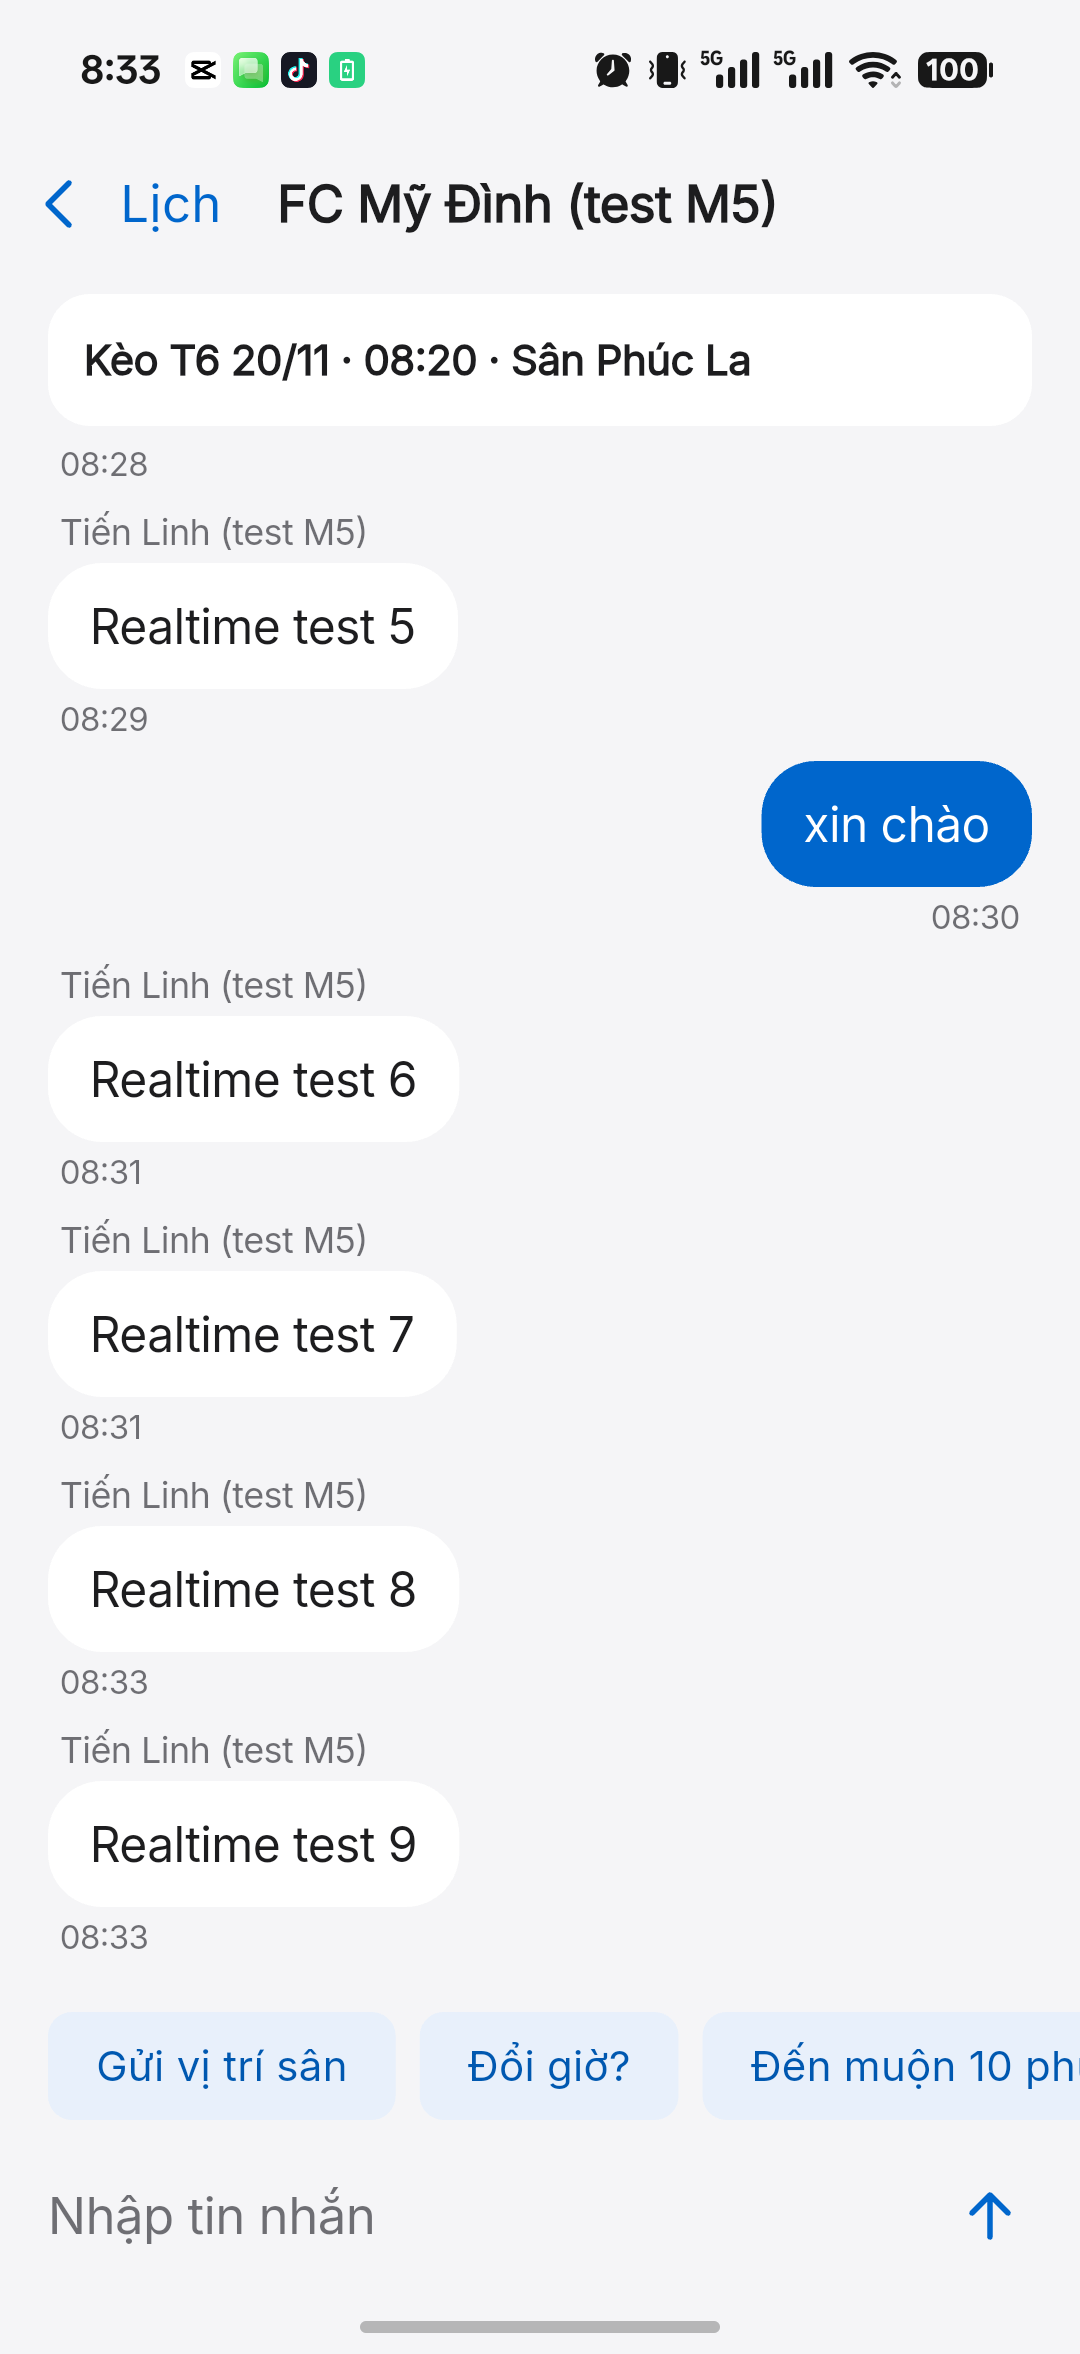 8:33
5G 5G 100
Lịch FC Mỹ Đình (test M5)
Kèo T6 20/11 · 08:20 · Sân Phúc La
08:28
Tiến Linh (test M5)
Realtime test 5
08:29
xin chào
08:30
Tiến Linh (test M5)
Realtime test 6
08:31
Tiến Linh (test M5)
Realtime test 7
08:31
Tiến Linh (test M5)
Realtime test 8
08:33
Tiến Linh (test M5)
Realtime test 9
08:33
Gửi vị trí sân Đổi giờ? Đến muộn 10
Nhập tin nhắn